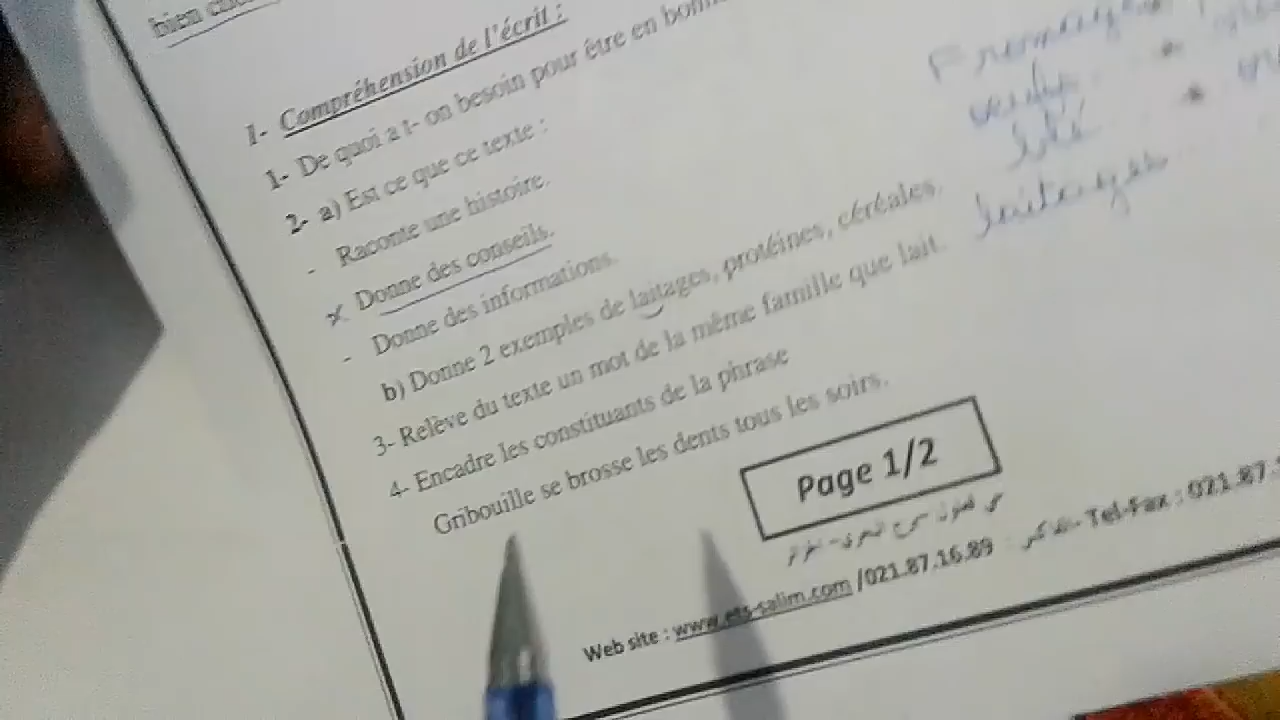 bien
I- Compréhension de l'écrit :
1- De quoi a t- on besoin pour être en
2- a) Est ce que ce texte :
- Raconte une histoire.
x Donne des conseils.
- Donne des informations.
b) Donne 2 exemples de laitages, protéines, céréales.
3- Relève du texte un mot de la même famille que lait.
4- Encadre les constituants de la phrase
Gribouille se brosse les dents tous les soirs.
laitages
Page 1/2
Web site : www.ets-salim.com /021.87.16.89 - Tel-Fax : 021.87.